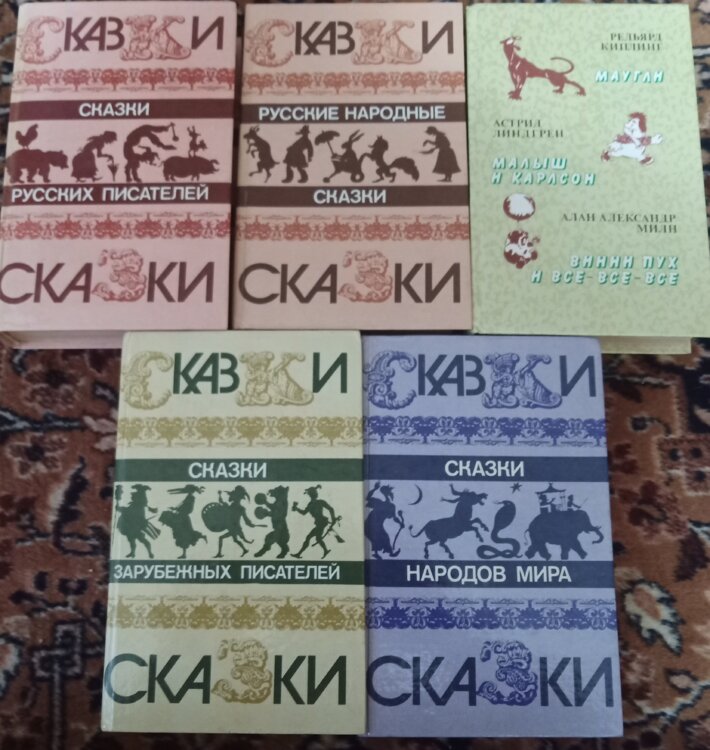 СКАЗКИ
СКАЗКИ
РУССКИХ ПИСАТЕЛЕЙ
СКАЗКИ
СКАЗКИ
РУССКИЕ НАРОДНЫЕ
СКАЗКИ
СКАЗКИ
РЕДЬЯРД
КИПЛИНГ
МАУГЛИ
АСТРИД
ЛИНДГРЕН
МАЛЫШ
И КАРЛСОН
АЛАН АЛЕКСАНДР
МИЛН
ВИННИ ПУХ
И ВСЕ-ВСЕ-ВСЕ
СКАЗКИ
СКАЗКИ
ЗАРУБЕЖНЫХ ПИСАТЕЛЕЙ
СКАЗКИ
СКАЗКИ
СКАЗКИ
НАРОДОВ МИРА
СКАЗКИ